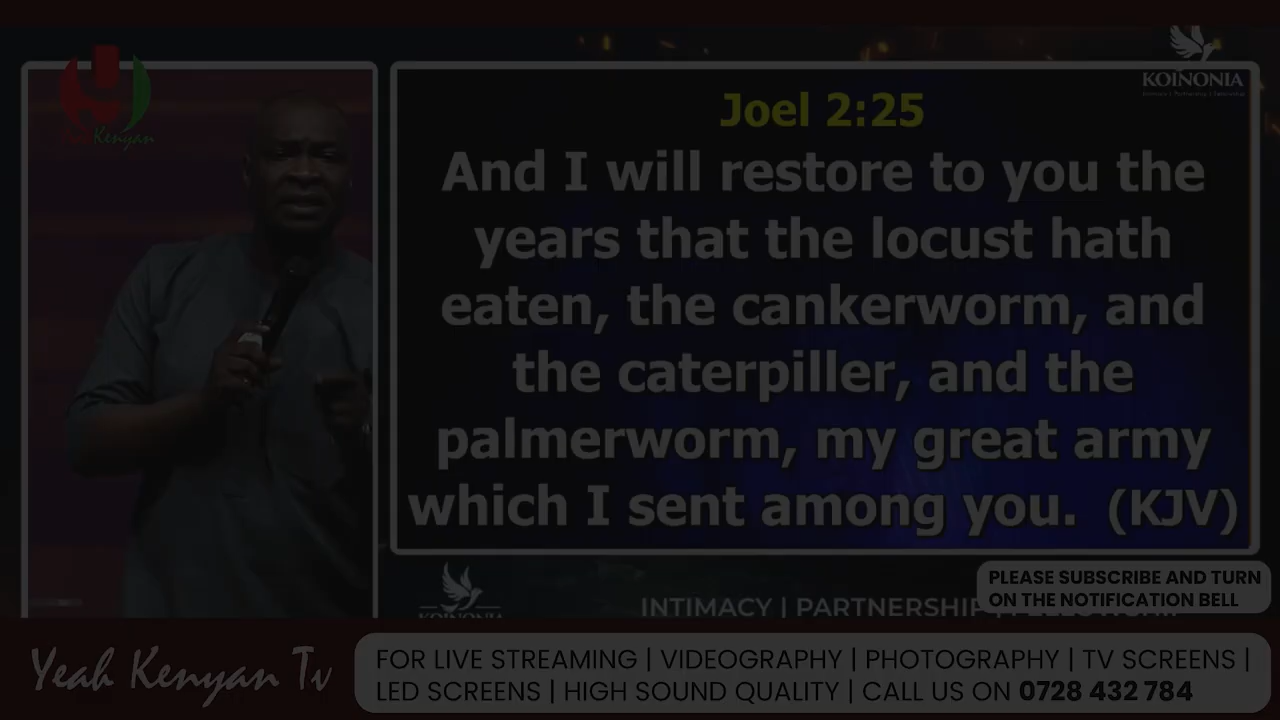 Kenyan
KOINONIA
Joel 2:25
And I will restore to you the
years that the locust hath
eaten, the cankerworm, and
the caterpiller, and the
palmerworm, my great army
which I sent among you. (KJV)
KOINONIA
INTIMACY | PARTNERSHIP
PLEASE SUBSCRIBE AND TURN
ON THE NOTIFICATION BELL
Yeah Kenyan Tv
FOR LIVE STREAMING | VIDEOGRAPHY | PHOTOGRAPHY | TV SCREENS |
LED SCREENS | HIGH SOUND QUALITY | CALL US ON 0728 432 784